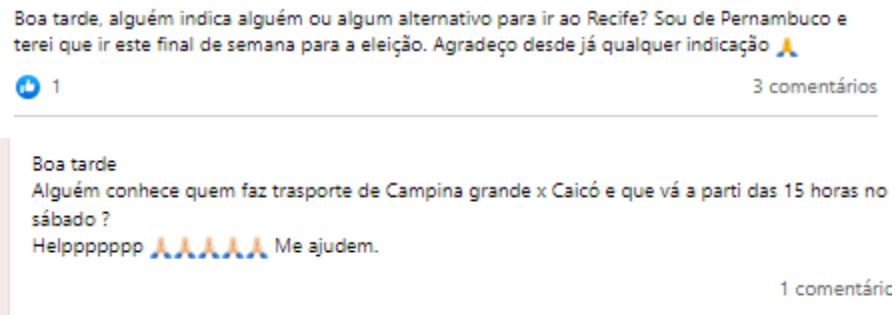 Boa tarde, alguém indica alguém ou algum alternativo para ir ao Recife? Sou de Pernambuco e
terei que ir este final de semana para a eleição. Agradeço desde já qualquer indicação 🙏
1
3 comentários
Boa tarde
Alguém conhece quem faz trasporte de Campina grande x Caicó e que vá a parti das 15 horas no
sábado ?
Helppppppp 🙏🏼🙏🏼🙏🏼🙏🏼🙏🏼 Me ajudem.
1 comentáric